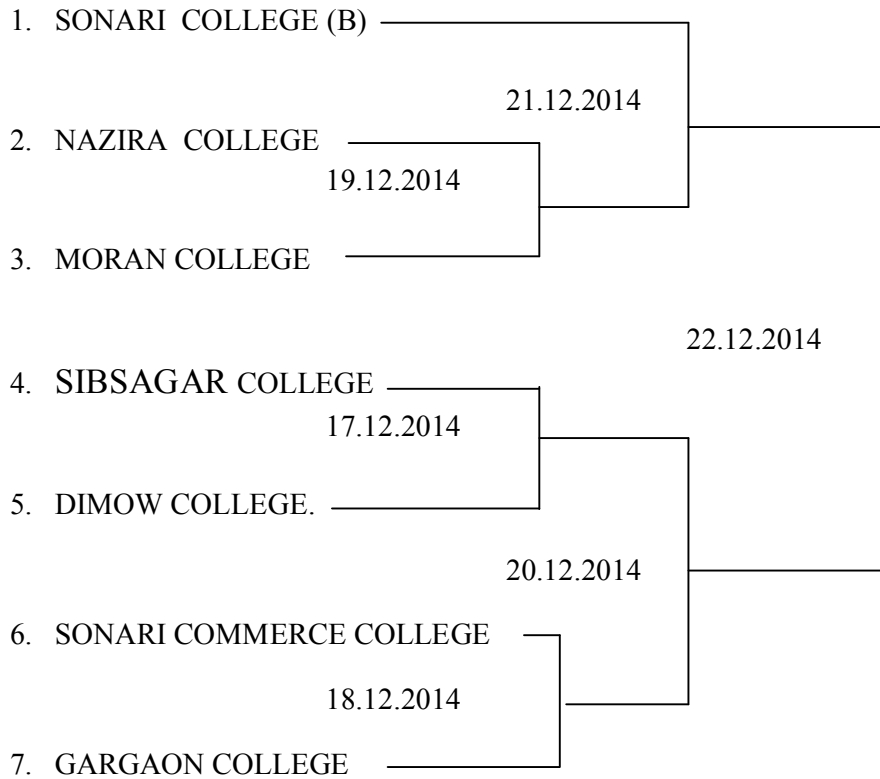 1. SONARI COLLEGE (B)
21.12.2014
2. NAZIRA COLLEGE
19.12.2014
3. MORAN COLLEGE
22.12.2014
4. SIBSAGAR COLLEGE
17.12.2014
5. DIMOW COLLEGE.
20.12.2014
6. SONARI COMMERCE COLLEGE
18.12.2014
7. GARGAON COLLEGE